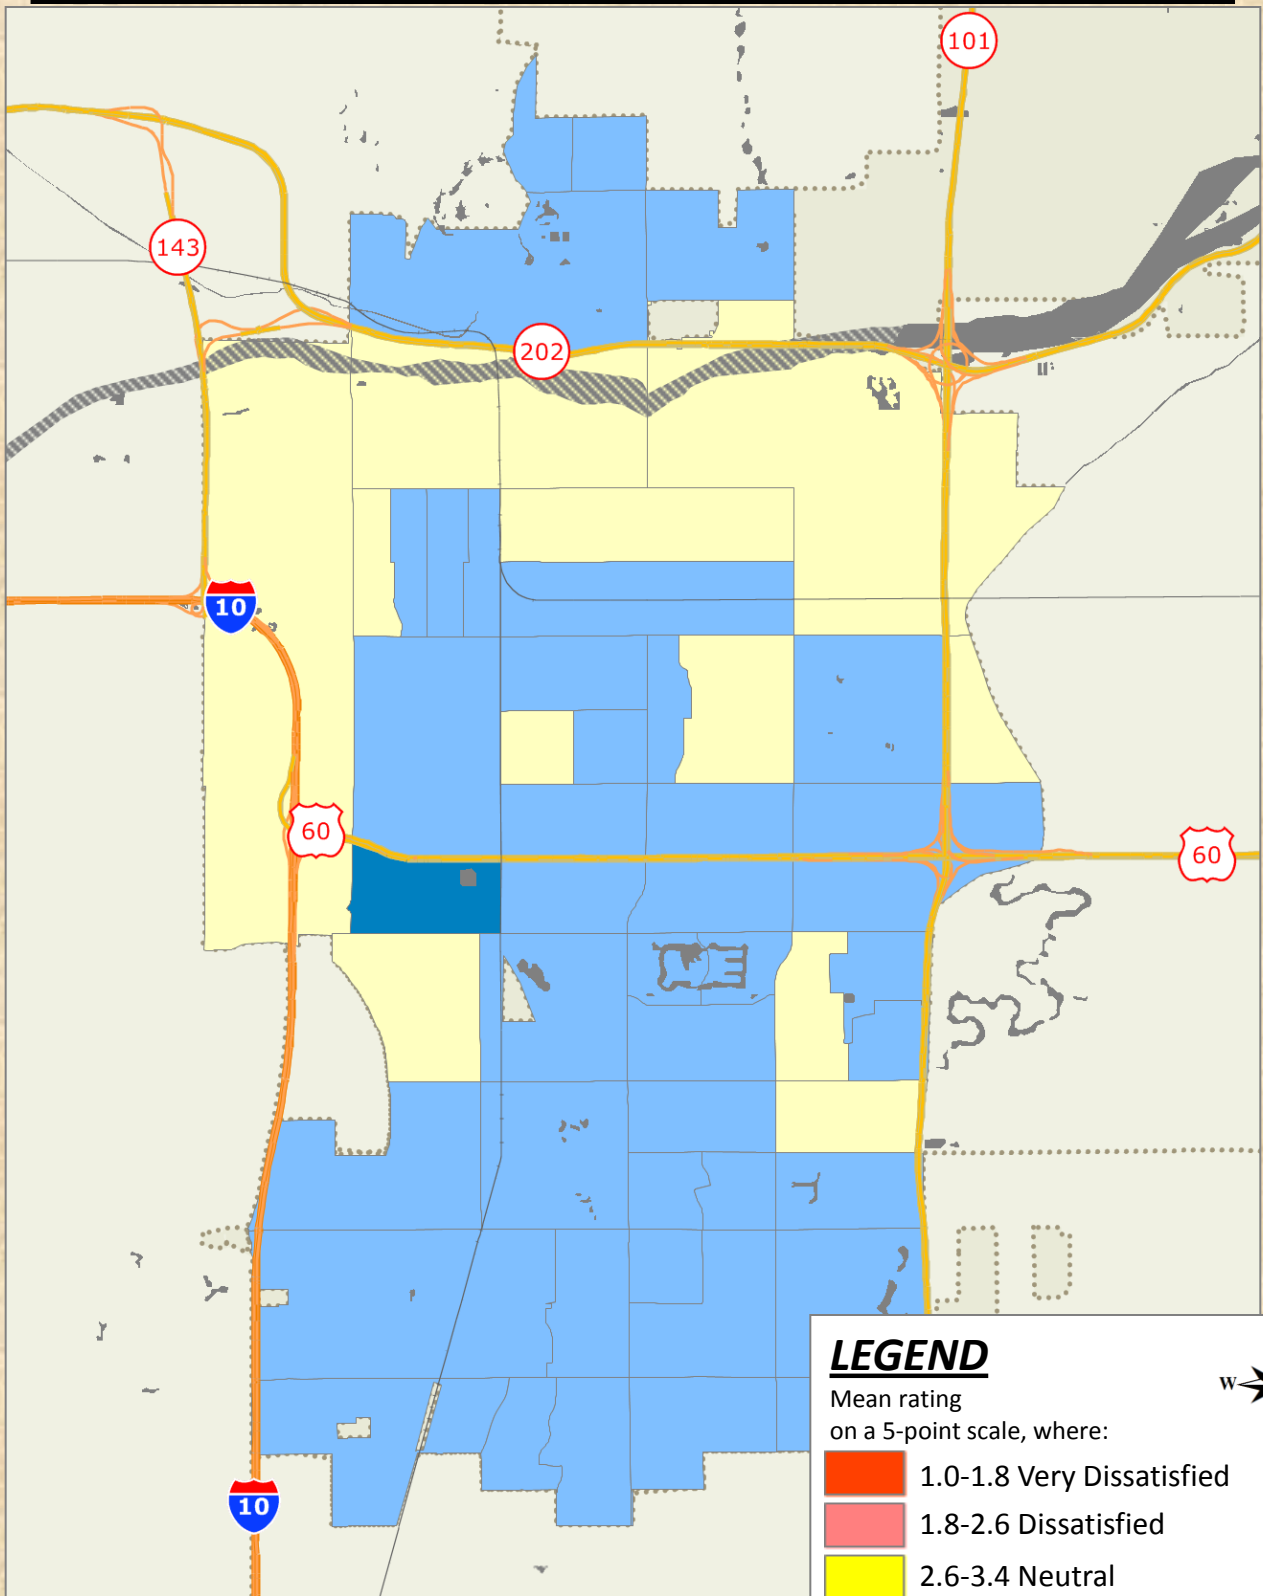 101
143
202
10
60
60
10
LEGEND
Mean rating
on a 5-point scale, where:
W
1.0-1.8 Very Dissatisfied
1.8-2.6 Dissatisfied
2.6-3.4 Neutral